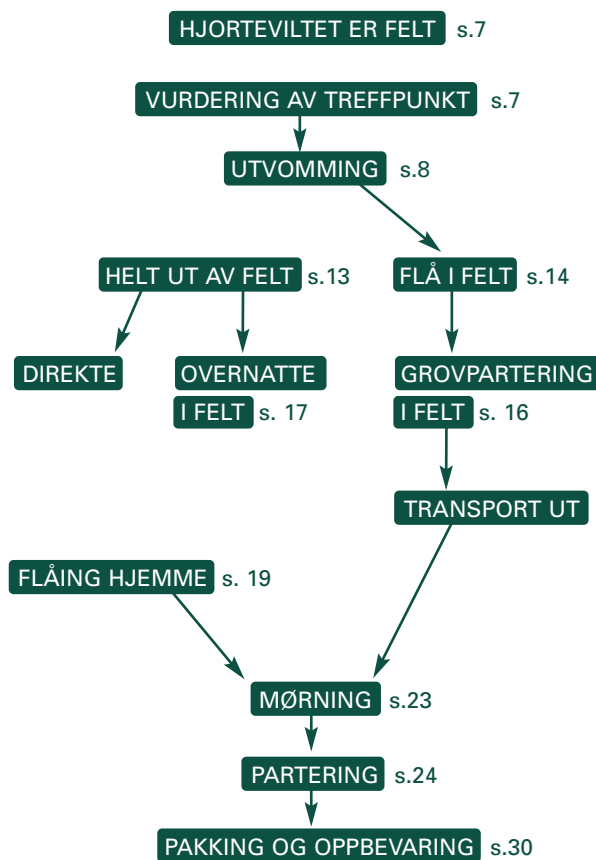 HJORTEVILTET ER FELT s.7
VURDERING AV TREFFPUNKT s.7
UTVOMMING s.8
HELT UT AV FELT s.13
FLÅ I FELT s.14
DIREKTE
OVERNATTE
I FELT s. 17
GROVPARTERING
I FELT s. 16
TRANSPORT UT
FLÅING HJEMME s. 19
MØRNING s.23
PARTERING s.24
PAKKING OG OPPBEVARING s.30